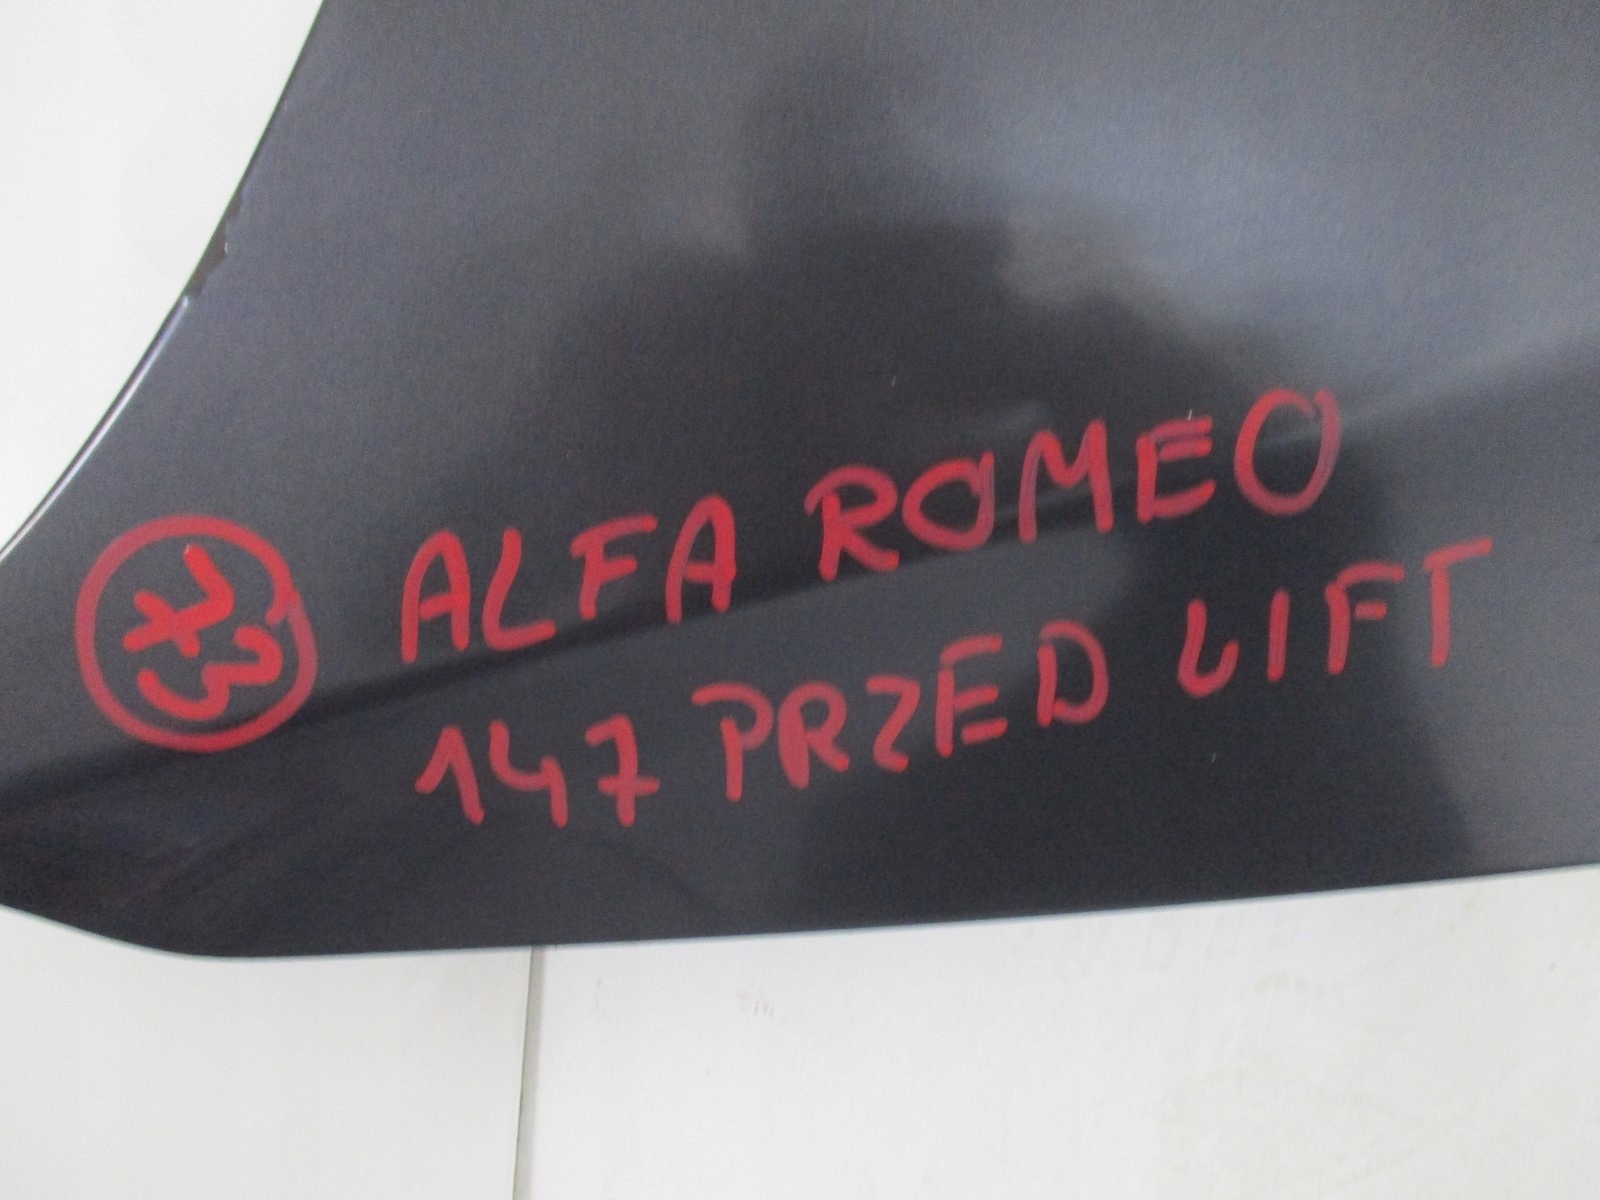 ALFA ROMEO
147 PRZED LIFT